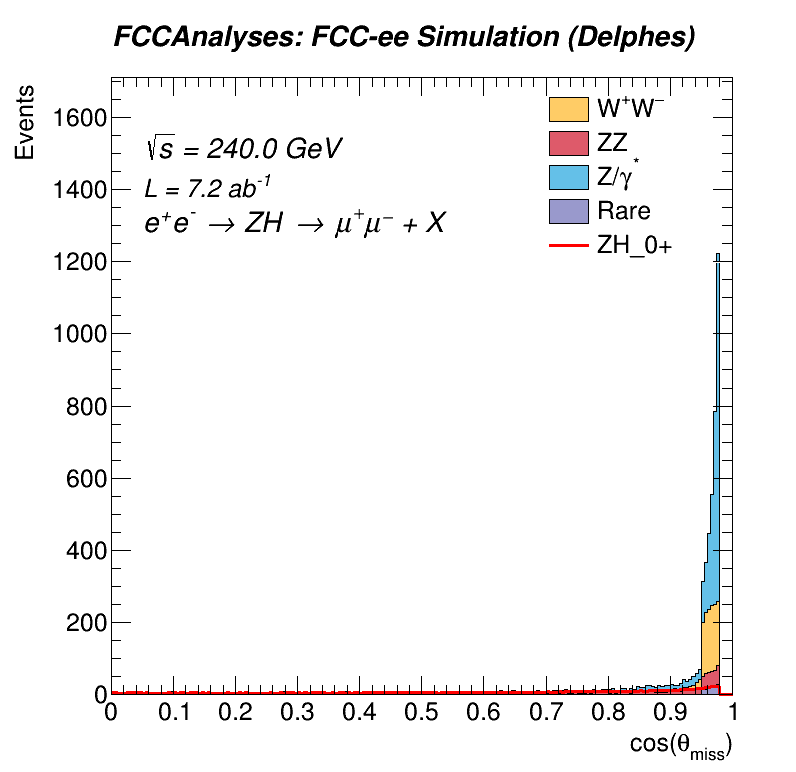 FCCAnalyses: FCC-ee Simulation (Delphes)
Events
√s = 240.0 GeV
L = 7.2 ab⁻¹
e⁺e⁻ → ZH → μ⁺μ⁻ + X
W⁺W⁻
ZZ
Z/γ*
Rare
ZH_0+
1600
1400
1200
1000
800
600
400
200
0
0 0.1 0.2 0.3 0.4 0.5 0.6 0.7 0.8 0.9 1
cos(θ_miss)